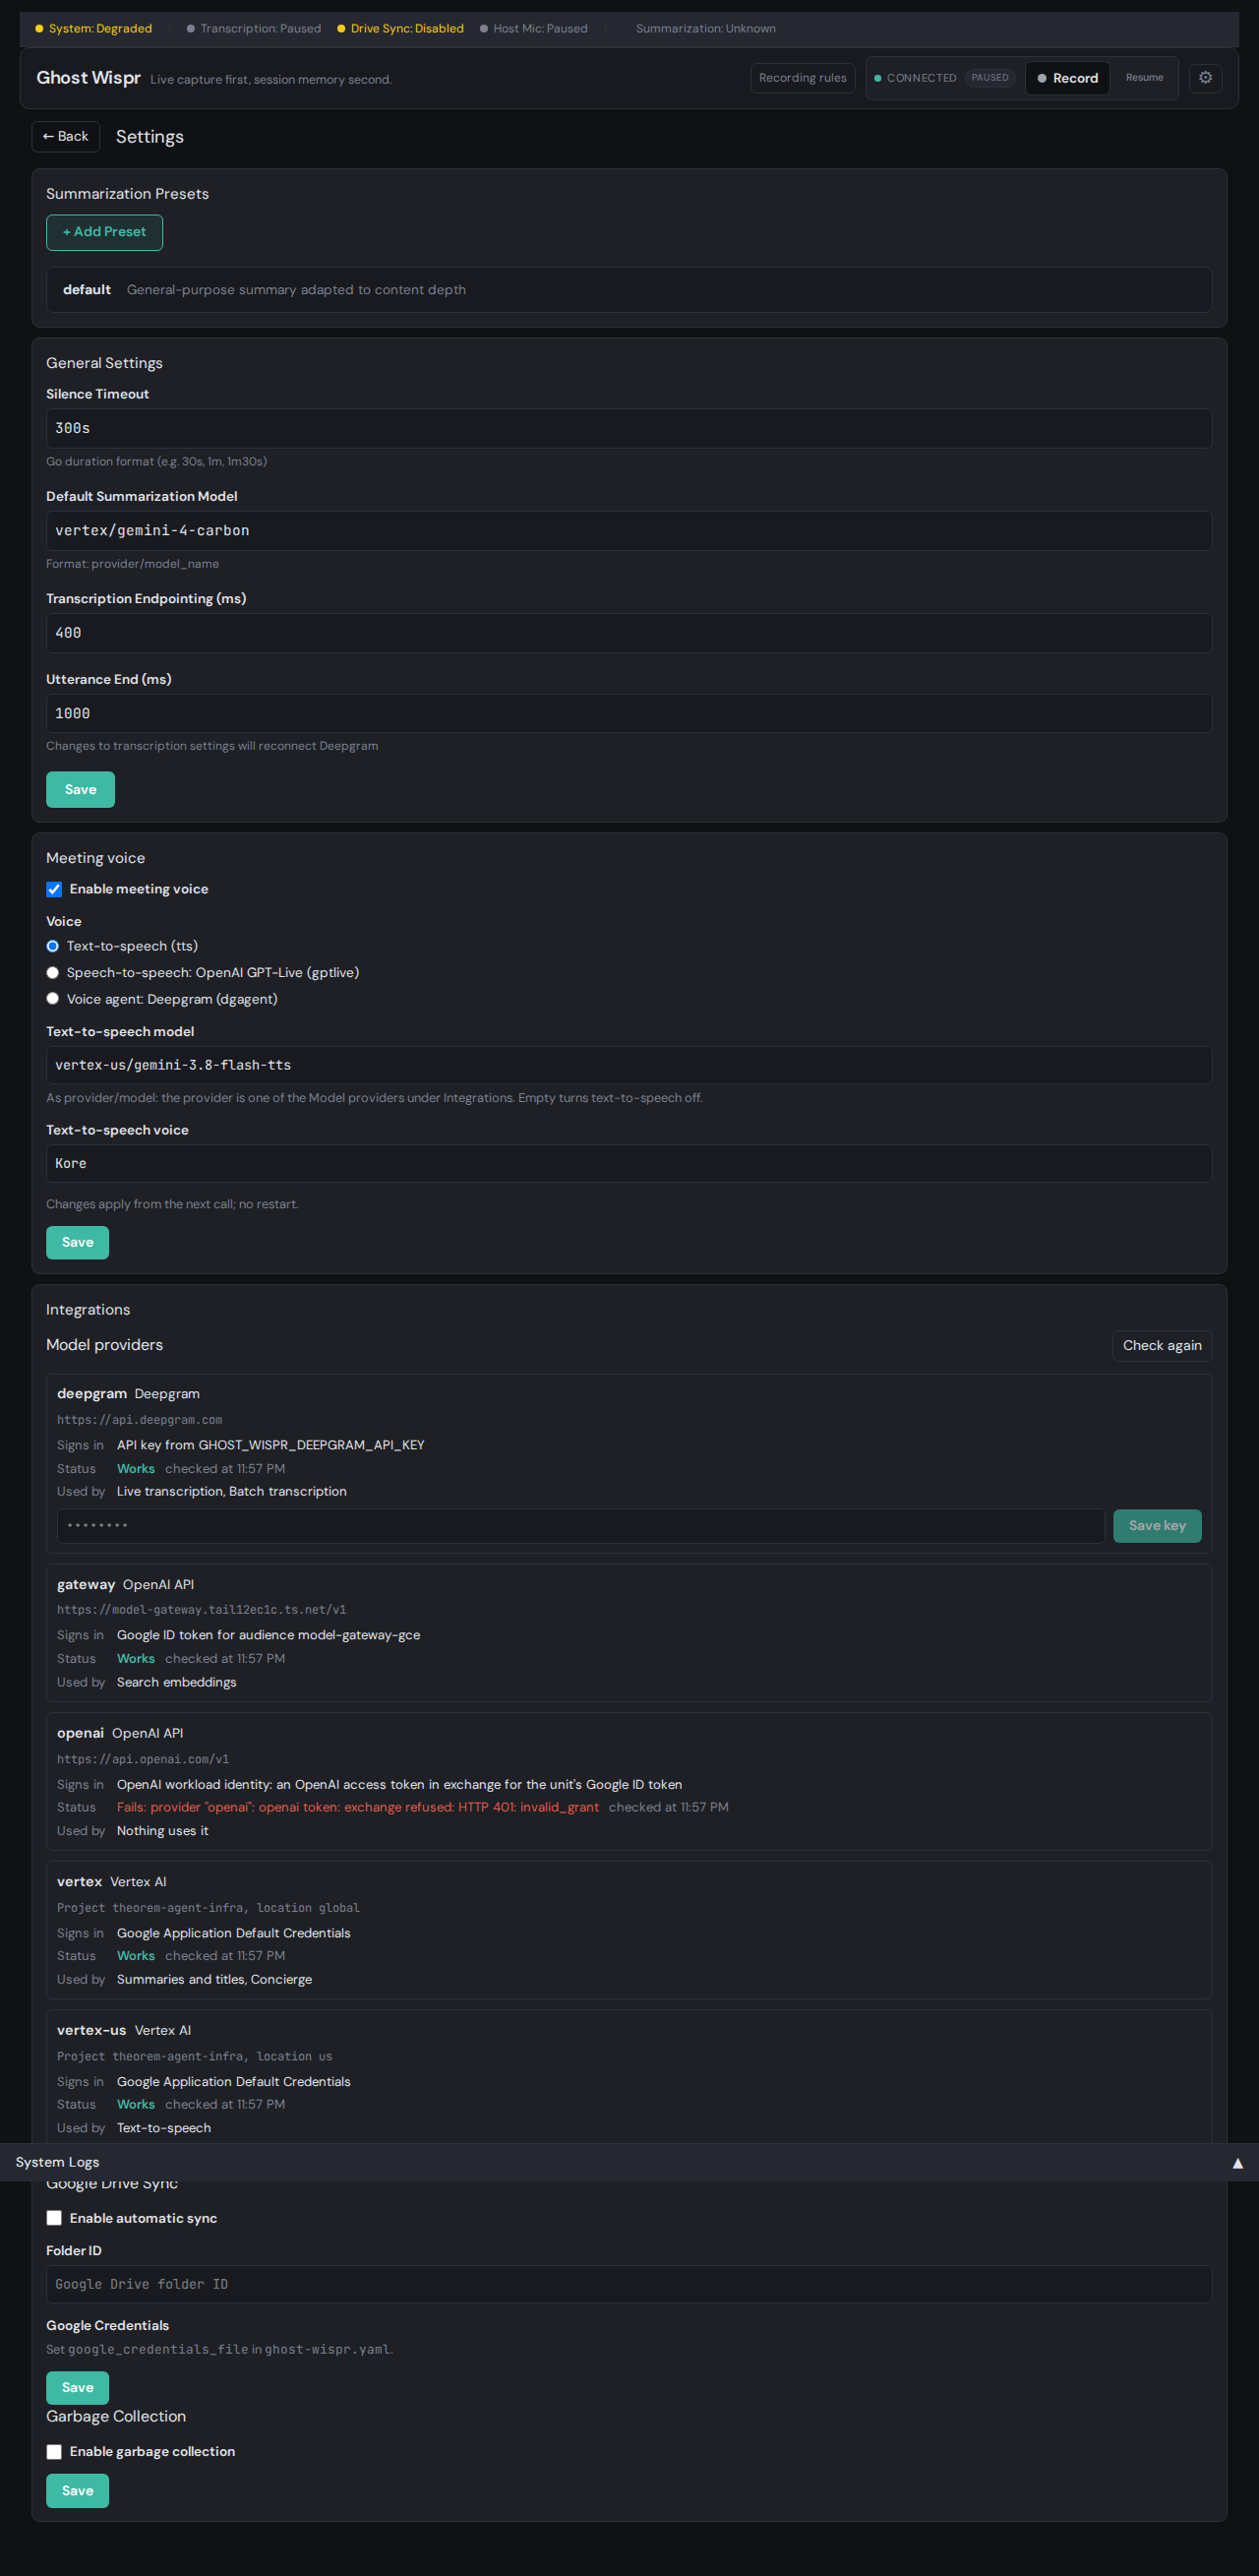 System: Degraded Transcription: Paused Drive Sync: Disabled Host Mic: Paused Summarization: Unknown
Ghost Wispr Live capture first, session memory second. Recording rules CONNECTED PAUSED Record Resume
← Back Settings
Summarization Presets
+ Add Preset
default General-purpose summary adapted to content depth
General Settings
Silence Timeout
300s
Go duration format (e.g. 30s, 1m, 1m30s)
Default Summarization Model
vertex/gemini-4-carbon
Format: provider/model_name
Transcription Endpointing (ms)
400
Utterance End (ms)
1000
Changes to transcription settings will reconnect Deepgram
Save
Meeting voice
Enable meeting voice
Voice
Text-to-speech (tts)
Speech-to-speech: OpenAI GPT-Live (gptlive)
Voice agent: Deepgram (dgagent)
Text-to-speech model
vertex-us/gemini-3.8-flash-tts
As provider/model: the provider is one of the Model providers under Integrations. Empty turns text-to-speech off.
Text-to-speech voice
Kore
Changes apply from the next call; no restart.
Save
Integrations
Model providers Check again
deepgram Deepgram
https://api.deepgram.com
Signs in API key from GHOST_WISPR_DEEPGRAM_API_KEY
Status Works checked at 11:57 PM
Used by Live transcription, Batch transcription
•••••••• Save key
gateway OpenAI API
https://model-gateway.tail12ec1c.ts.net/v1
Signs in Google ID token for audience model-gateway-gce
Status Works checked at 11:57 PM
Used by Search embeddings
openai OpenAI API
https://api.openai.com/v1
Signs in OpenAI workload identity: an OpenAI access token in exchange for the unit's Google ID token
Status Fails: provider "openai": openai token: exchange refused: HTTP 401: invalid_grant checked at 11:57 PM
Used by Nothing uses it
vertex Vertex AI
Project theorem-agent-infra, location global
Signs in Google Application Default Credentials
Status Works checked at 11:57 PM
Used by Summaries and titles, Concierge
vertex-us Vertex AI
Project theorem-agent-infra, location us
Signs in Google Application Default Credentials
Status Works checked at 11:57 PM
Used by Text-to-speech
System Logs ▲
Google Drive Sync
Enable automatic sync
Folder ID
Google Drive folder ID
Google Credentials
Set google_credentials_file in ghost-wispr.yaml.
Save
Garbage Collection
Enable garbage collection
Save